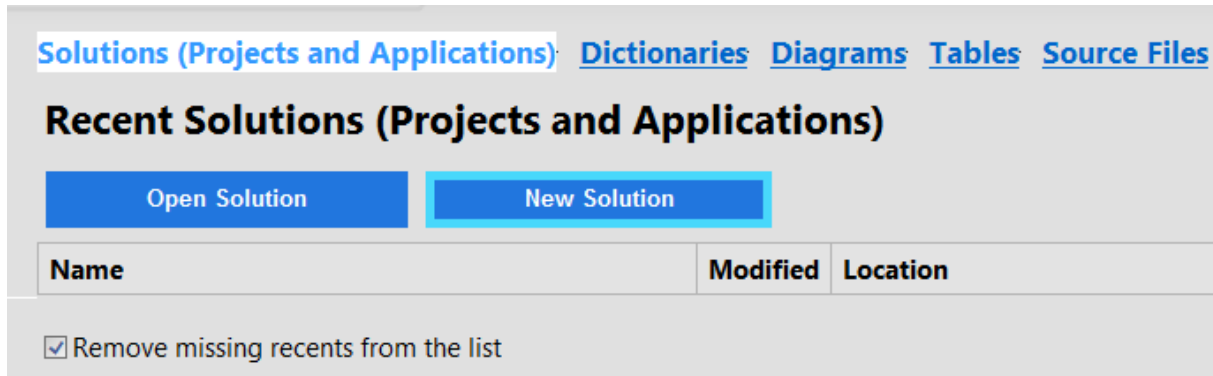 Solutions (Projects and Applications) Dictionaries Diagrams Tables Source Files
Recent Solutions (Projects and Applications)
Open Solution New Solution
Name Modified Location
Remove missing recents from the list